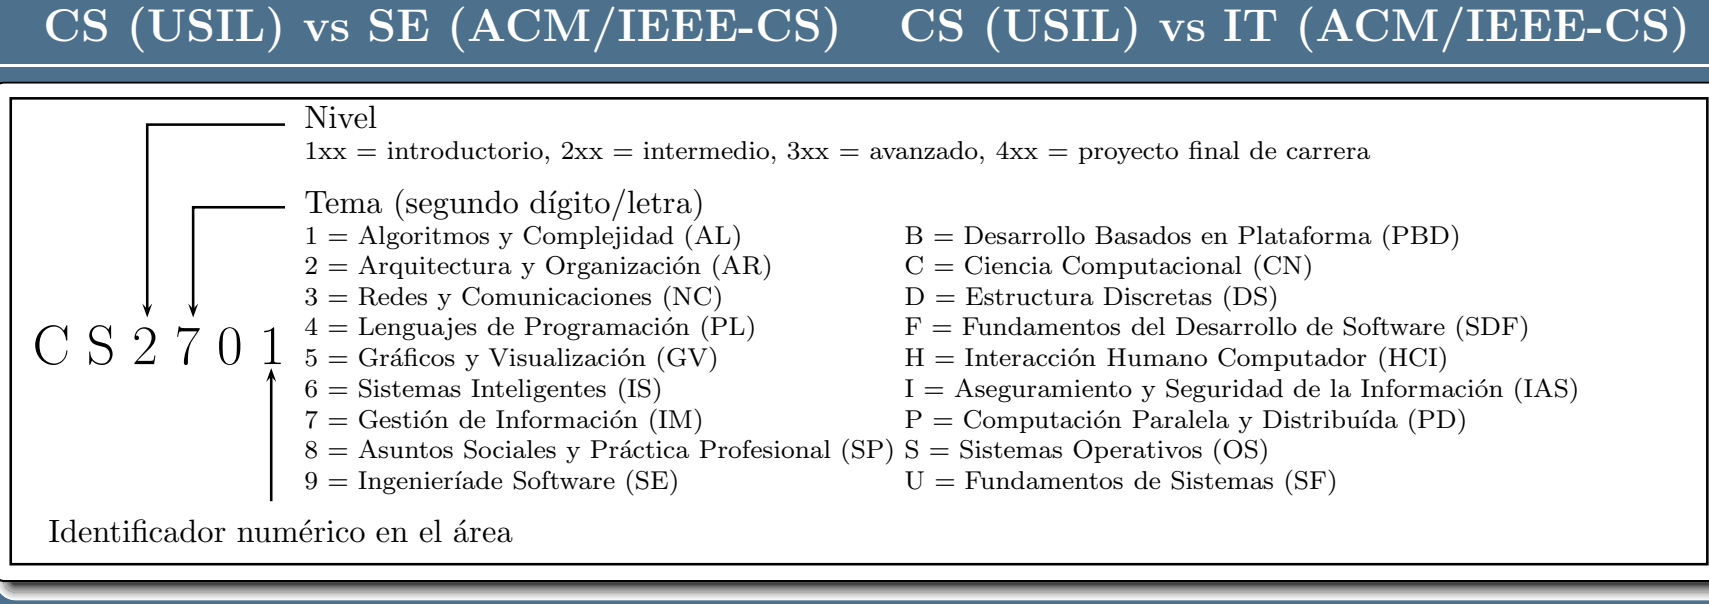 CS (USIL) vs SE (ACM/IEEE-CS) CS (USIL) vs IT (ACM/IEEE-CS)
Nivel
1xx = introductorio, 2xx = intermedio, 3xx = avanzado, 4xx = proyecto final de carrera
Tema (segundo dígito/letra)
1 = Algoritmos y Complejidad (AL)
2 = Arquitectura y Organización (AR)
3 = Redes y Comunicaciones (NC)
4 = Lenguajes de Programación (PL)
5 = Gráficos y Visualización (GV)
6 = Sistemas Inteligentes (IS)
7 = Gestión de Información (IM)
8 = Asuntos Sociales y Práctica Profesional (SP)
9 = Ingenieríade Software (SE)
B = Desarrollo Basados en Plataforma (PBD)
C = Ciencia Computacional (CN)
D = Estructura Discretas (DS)
F = Fundamentos del Desarrollo de Software (SDF)
H = Interacción Humano Computador (HCI)
I = Aseguramiento y Seguridad de la Información (IAS)
P = Computación Paralela y Distribuída (PD)
S = Sistemas Operativos (OS)
U = Fundamentos de Sistemas (SF)
C S 2 7 0 1
Identificador numérico en el área